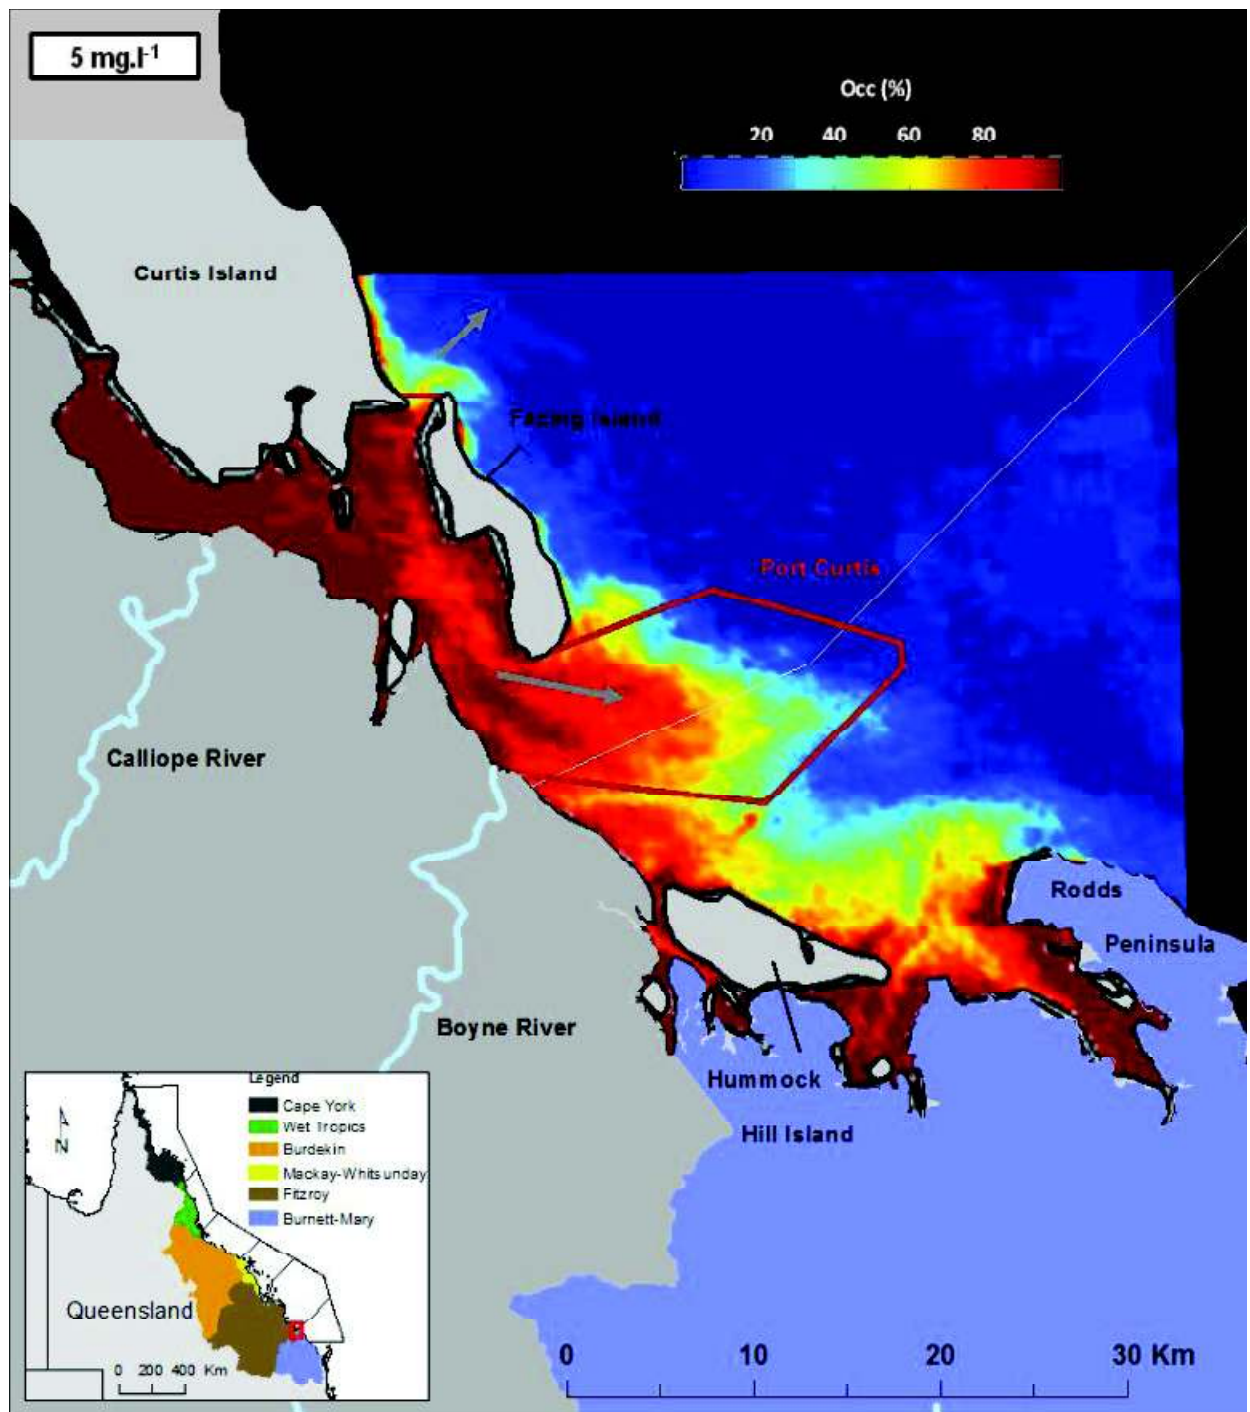 5 mg.l-1
Occ (%)
20 40 60 80
Curtis Island
Facing Island
Port Curtis
Calliope River
Rodds
Peninsula
Boyne River
Hummock
Hill Island
Legend
Cape York
Wet Tropics
Burdekin
Mackay-Whitsunday
Fitzroy
Burnett-Mary
N
Queensland
0 200 400 Km
0 10 20 30 Km